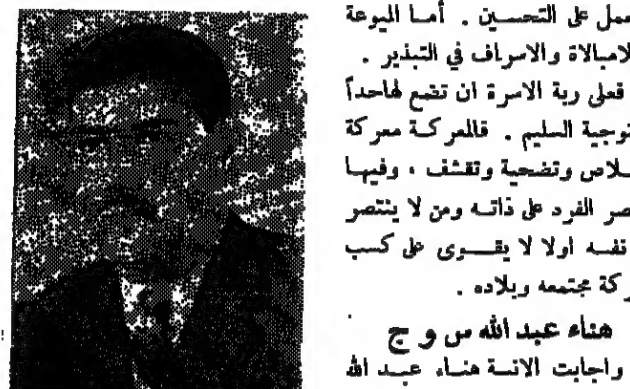 عمل على التحسين . أما الميوعة
لامبالاة والاسراف في التبذير .
فعلى ربة الاسرة ان تضع لهاحداً
توجية السليم . فالمعركة معركة
ـلاص وتضحية وتقشف ، وفيها
صر الفرد على ذاته ومن لا ينتصر
نفسه اولا لا يقوى على كسب
ركة مجتمعه وبلاده .
هناء عبد الله س و ج
واجابت الانسة هناء عبد الله